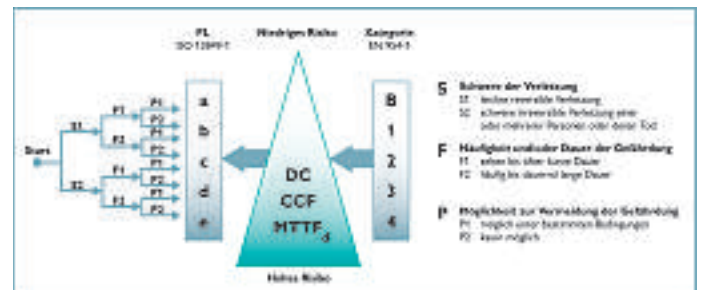 PL
ISO 13849-1
Niedriges Risiko
Kategorie
EN 954-1
Start
S1
S2
F1
F2
F1
F2
P1
P2
P1
P2
P1
P2
P1
P2
a
b
c
d
e
DC
CCF
MTTFd
B
1
2
3
4
Hohes Risiko
S Schwere der Verletzung
S1 leichte reversible Verletzung
S2 schwere irreversible Verletzung einer
oder mehrerer Personen oder deren Tod
F Häufigkeit und/oder Dauer der Gefährdung
F1 selten bis öfter kurze Dauer
F2 häufig bis dauernd lange Dauer
P Möglichkeit zur Vermeidung der Gefährdung
P1 möglich unter bestimmten Bedingungen
P2 kaum möglich